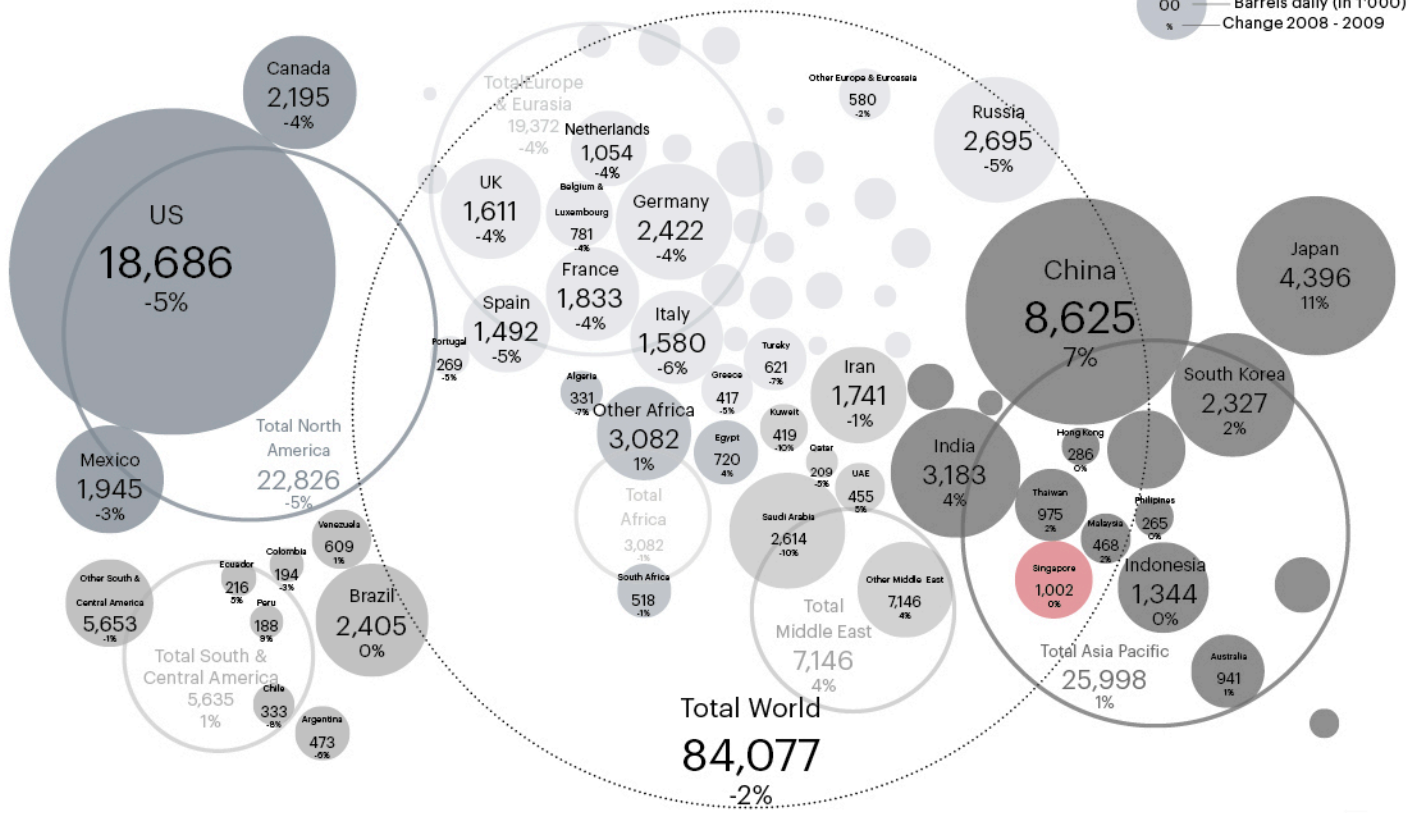 00
Barrels daily (in 1'000)
%
Change 2008 - 2009
Canada
2,195
-4%
US
18,686
-5%
Mexico
1,945
-3%
Total North
America
22,826
-5%
TotalEurope
& Eurasia
19,372
-4%
Netherlands
1,054
-4%
UK
1,611
-4%
Belgium &
Luxembourg
781
-4%
Germany
2,422
-4%
France
1,833
-4%
Spain
1,492
-5%
Italy
1,580
-6%
Portugal
269
-5%
Greece
417
-5%
Tureky
621
-7%
Other Europe & Eurcasaia
580
-2%
Russia
2,695
-5%
China
8,625
7%
Japan
4,396
11%
South Korea
2,327
2%
Hong Kong
286
0%
India
3,183
4%
Thaiwan
975
2%
Malaysia
468
2%
Philipines
265
0%
Singapore
1,002
0%
Indonesia
1,344
0%
Australia
941
1%
Total Asia Pacific
25,998
1%
Algeria
331
-7%
Other Africa
3,082
1%
Egypt
720
4%
Total
Africa
3,082
-1%
South Africa
518
-1%
Iran
1,741
-1%
Kuweit
419
-10%
Qatar
209
-5%
UAE
455
5%
Saudi Arabia
2,614
-10%
Other Middle East
7,146
4%
Total
Middle East
7,146
4%
Venezuela
609
1%
Colombia
194
-3%
Ecuador
216
5%
Peru
188
9%
Other South &
Central America
5,653
-1%
Brazil
2,405
0%
Total South &
Central America
5,635
1%
Chile
333
-8%
Argentina
473
-6%
Total World
84,077
-2%